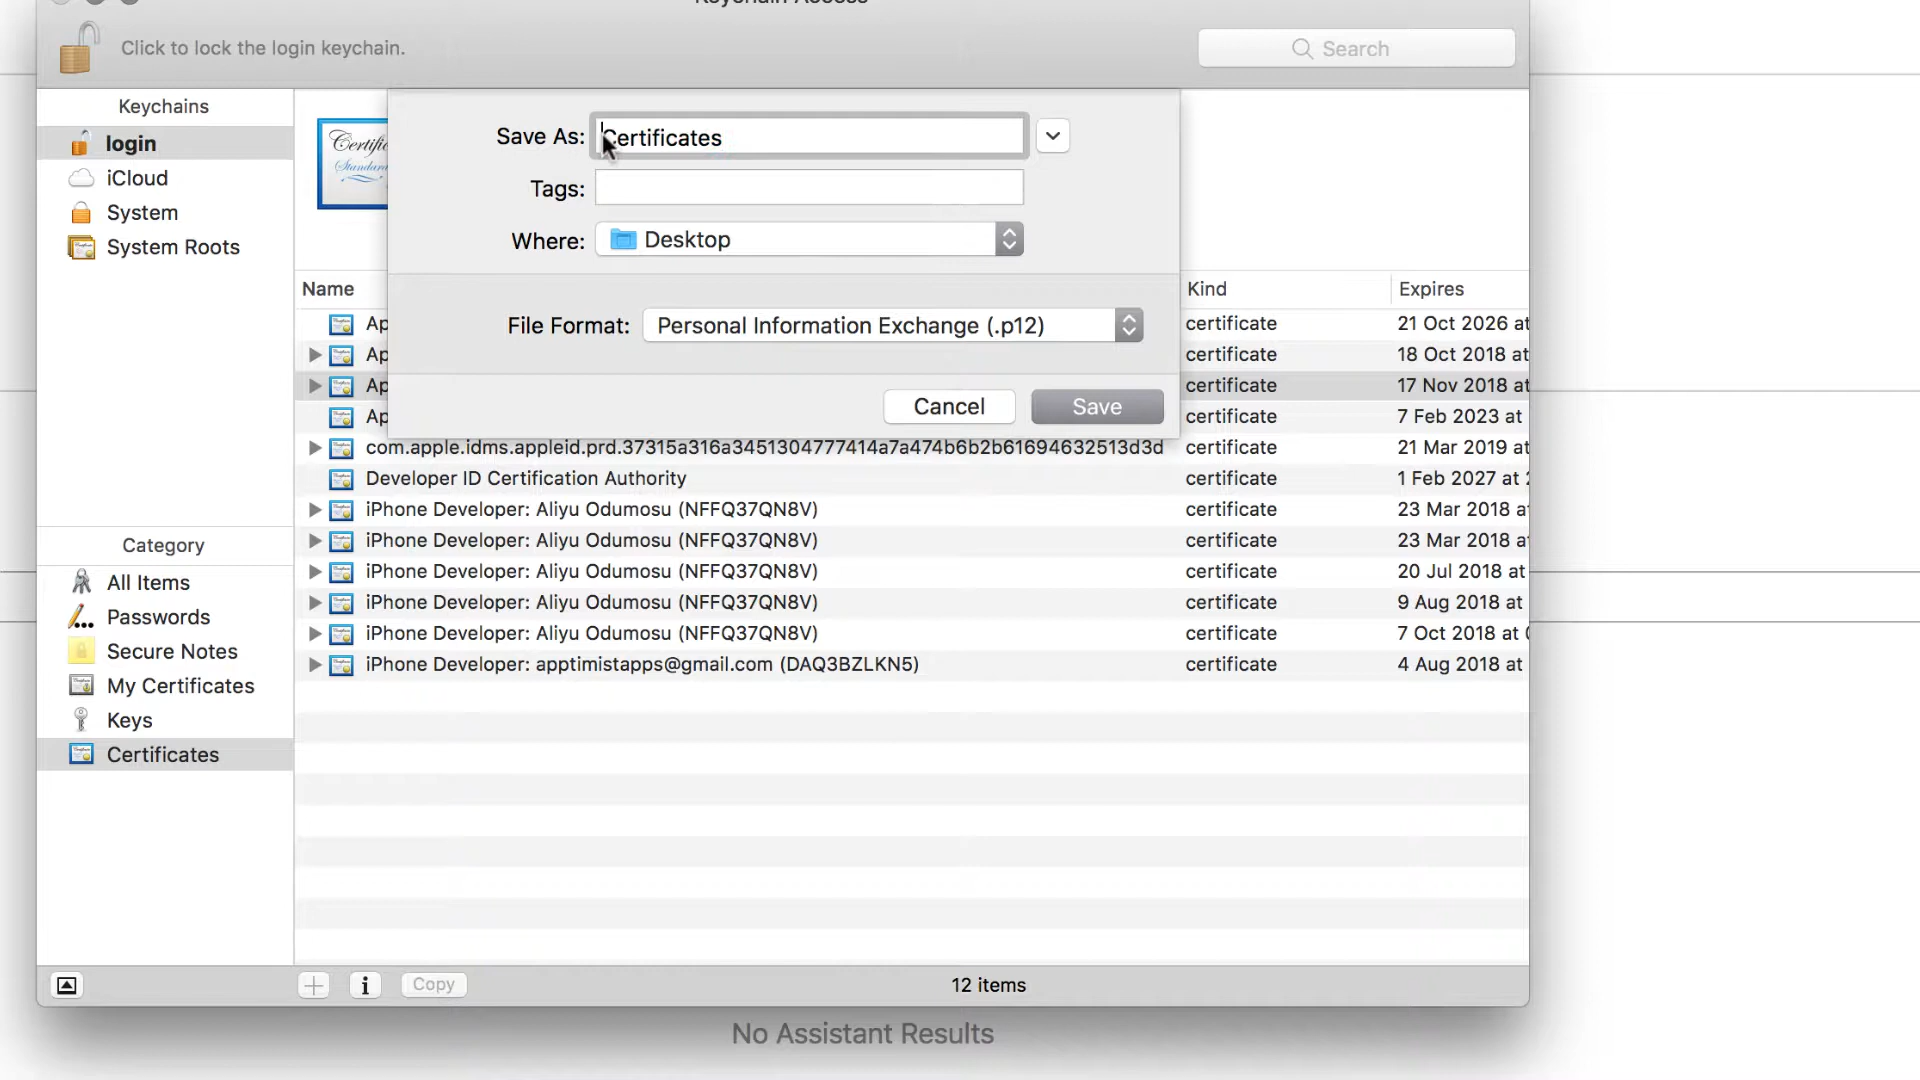 Keychain Access
Click to lock the login keychain.
Search
Keychains
login
iCloud
System
System Roots
Category
All Items
Passwords
Secure Notes
My Certificates
Keys
Certificates
Save As: Certificates
Tags:
Where: Desktop
File Format: Personal Information Exchange (.p12)
Cancel Save
Certifi
Standard
Name Kind Expires
Ap certificate 21 Oct 2026 at
Ap certificate 18 Oct 2018 at
Ap certificate 17 Nov 2018 at
Ap certificate 7 Feb 2023 at
com.apple.idms.appleid.prd.37315a316a3451304777414a7a474b6b2b61694632513d3d certificate 21 Mar 2019 at
Developer ID Certification Authority certificate 1 Feb 2027 at 2
iPhone Developer: Aliyu Odumosu (NFFQ37QN8V) certificate 23 Mar 2018 at
iPhone Developer: Aliyu Odumosu (NFFQ37QN8V) certificate 23 Mar 2018 at
iPhone Developer: Aliyu Odumosu (NFFQ37QN8V) certificate 20 Jul 2018 at
iPhone Developer: Aliyu Odumosu (NFFQ37QN8V) certificate 9 Aug 2018 at
iPhone Developer: Aliyu Odumosu (NFFQ37QN8V) certificate 7 Oct 2018 at 0
iPhone Developer: apptimistapps@gmail.com (DAQ3BZLKN5) certificate 4 Aug 2018 at
Copy
12 items
No Assistant Results